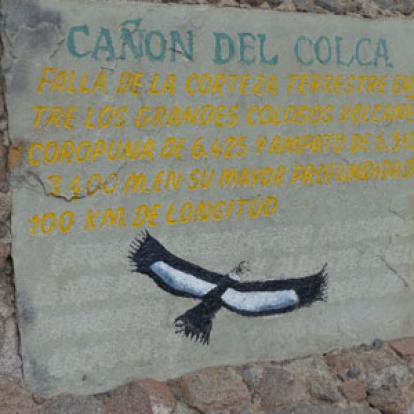 CAÑON DEL COLCA
FALLA DE LA CORTEZA TERRESTRE EN
TRE LOS GRANDES COLOSOS VOLCANE
COROPUNA DE 6.425 Y AMPATO DE 6.3
3.400 M. EN SU MAYOR PROFUNDIDAD
100 KM. DE LONGITUD